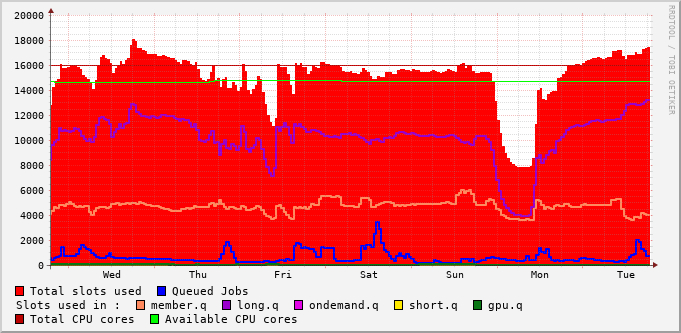 20000
18000
16000
14000
12000
10000
8000
6000
4000
2000
0
Wed Thu Fri Sat Sun Mon Tue
RRDTOOL / TOBI OETIKER
Total slots used Queued Jobs
Slots used in : member.q long.q ondemand.q short.q gpu.q
Total CPU cores Available CPU cores